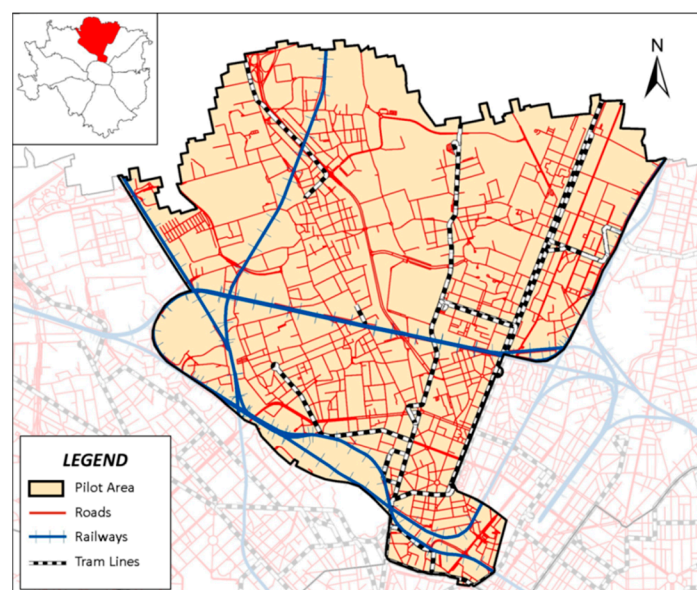 N
LEGEND
Pilot Area
Roads
Railways
Tram Lines